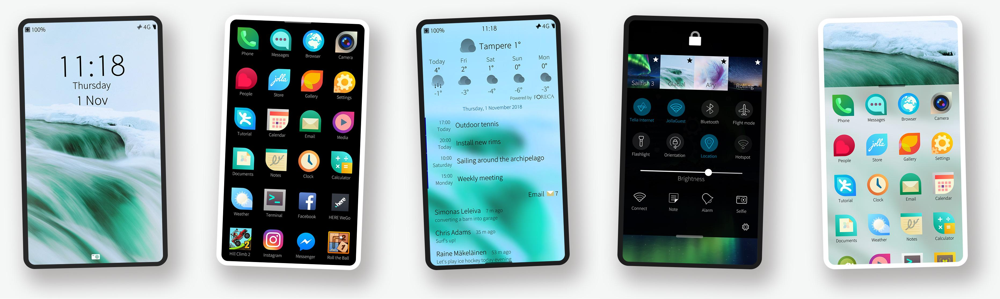 100%
4G
11:18
Thursday
1 Nov
Phone Messages Browser Camera
jolla
People Store Gallery Settings
Tutorial Calendar Email Media
Documents Notes Clock Calculator
>_
here
Weather Terminal Facebook HERE WeGo
2
2
1
Start
Hill Climb 2 Instagram Messenger Roll the Ball
100% 11:18 4G
Tampere 1°
Today Fri Sat Sun Mon
4° 2° 1° 0° 0°
-1° -3° -4° -6° -3°
Powered by FORECA
Thursday, 1 November 2018
17:00 Outdoor tennis
Today
20:00 Install new rims
Today
10:00 Sailing around the archipelago
Saturday
15:00 Weekly meeting
Monday
Email 7
Simonas Leleiva 7 m ago
converting a barn into garage
Chris Adams 35 m ago
Surf's up!
Raine Mäkeläinen 53 m ago
Let's play ice hockey today evening
Sailfish 3 Glacial Airy Rolling
Telia Internet JollaGuest Bluetooth Flight mode
Flashlight Orientation Location Hotspot
Brightness
Connect Note Alarm Selfie
Phone Messages Browser Camera
jolla
People Store Gallery Settings
Tutorial Clock Email Calendar
Documents Weather Notes Calculator